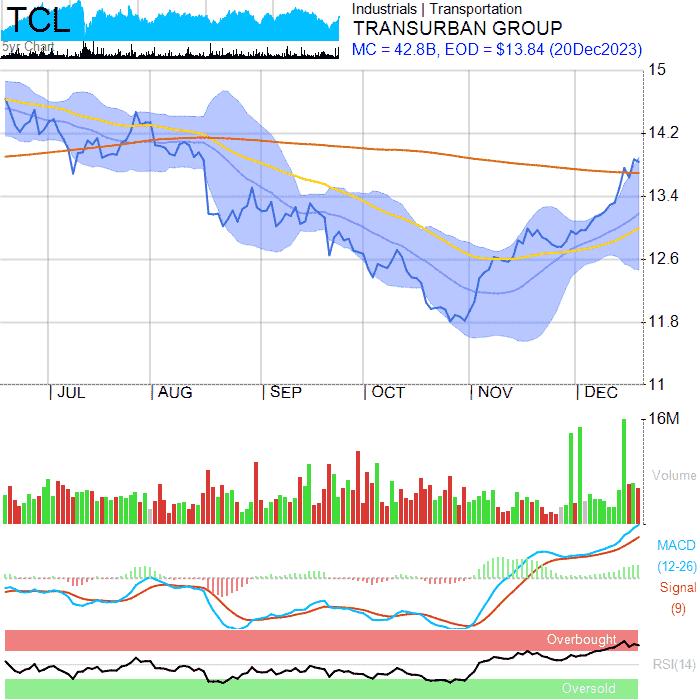 TCL
5yr Chart
Industrials | Transportation
TRANSURBAN GROUP
MC = 42.8B, EOD = $13.84 (20Dec2023)
15
14.2
13.4
12.6
11.8
11
| JUL | AUG | SEP | OCT | NOV | DEC
16M
Volume
MACD
(12-26)
Signal
(9)
Overbought
RSI(14)
Oversold